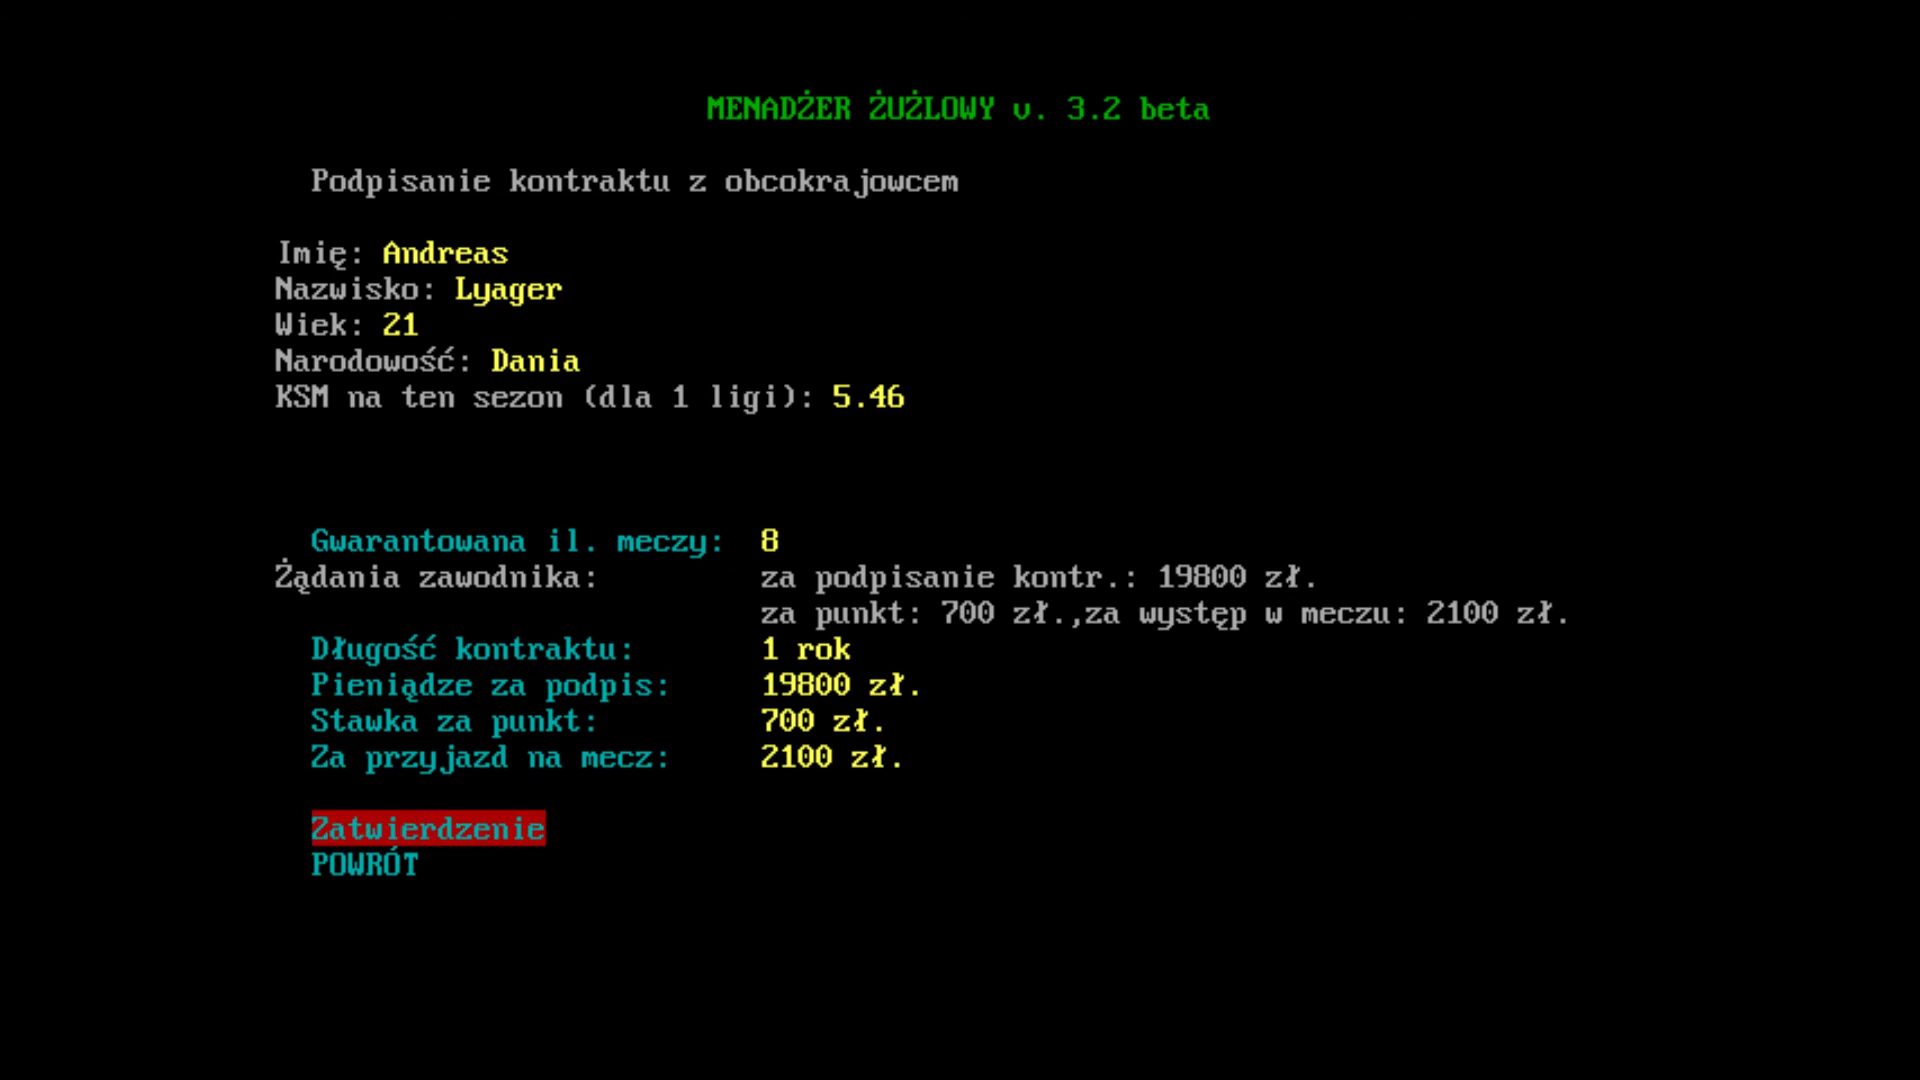 MENADŻER ŻUŻLOWY v. 3.2 beta
Podpisanie kontraktu z obcokrajowcem
Imię: Andreas
Nazwisko: Lyager
Wiek: 21
Narodowość: Dania
KSM na ten sezon (dla 1 ligi): 5.46
Gwarantowana il. meczy: 8
Żądania zawodnika: za podpisanie kontr.: 19800 zł.
za punkt: 700 zł.,za występ w meczu: 2100 zł.
Długość kontraktu: 1 rok
Pieniądze za podpis: 19800 zł.
Stawka za punkt: 700 zł.
Za przyjazd na mecz: 2100 zł.
Zatwierdzenie
POWRÓT